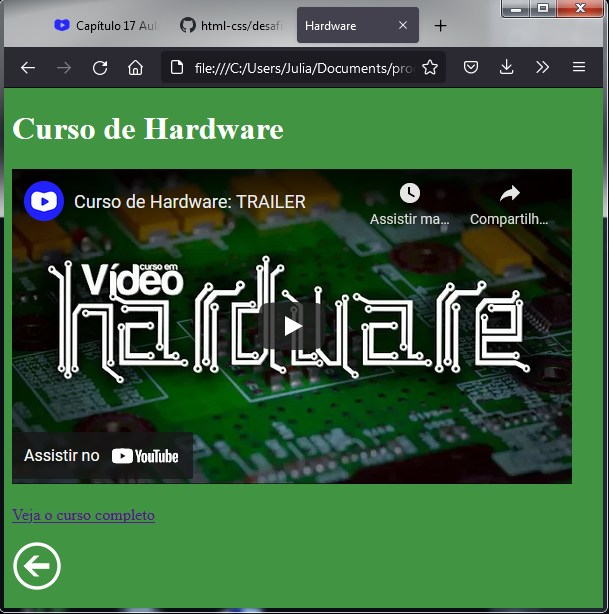 Capítulo 17 Aul
html-css/desafi
Hardware
file:///C:/Users/Julia/Documents/pro
Curso de Hardware
Curso de Hardware: TRAILER
Assistir ma...
Compartilh...
curso em
Vídeo
hardware
Assistir no YouTube
Veja o curso completo